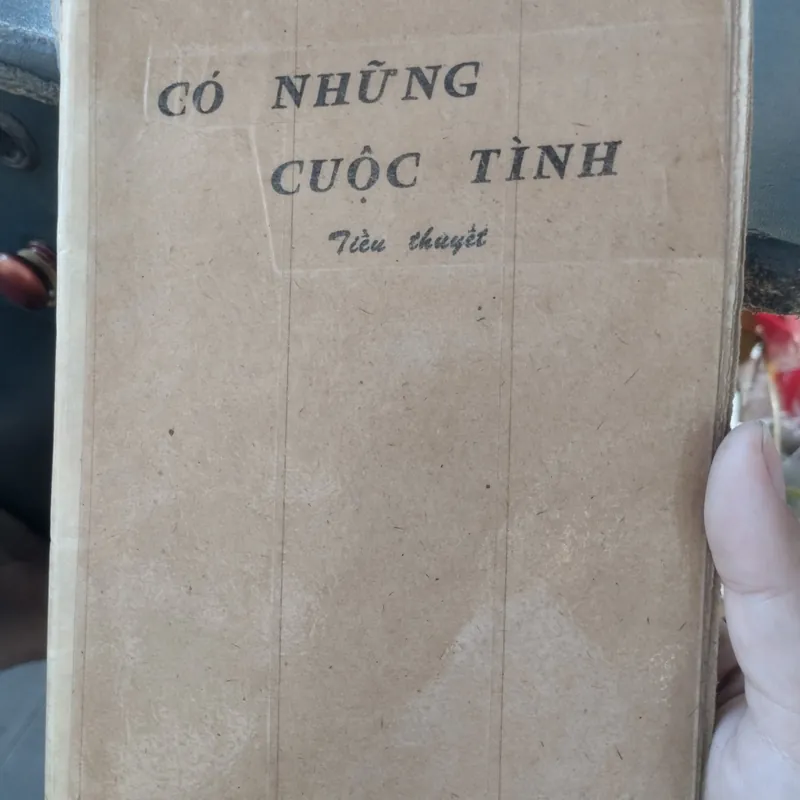 CÓ NHỮNG
CUỘC TÌNH
Tiểu thuyết